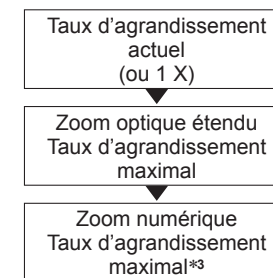 Taux d’agrandissement
actuel
(ou 1 X)
Zoom optique étendu
Taux d’agrandissement
maximal
Zoom numérique
Taux d’agrandissement
maximal*3